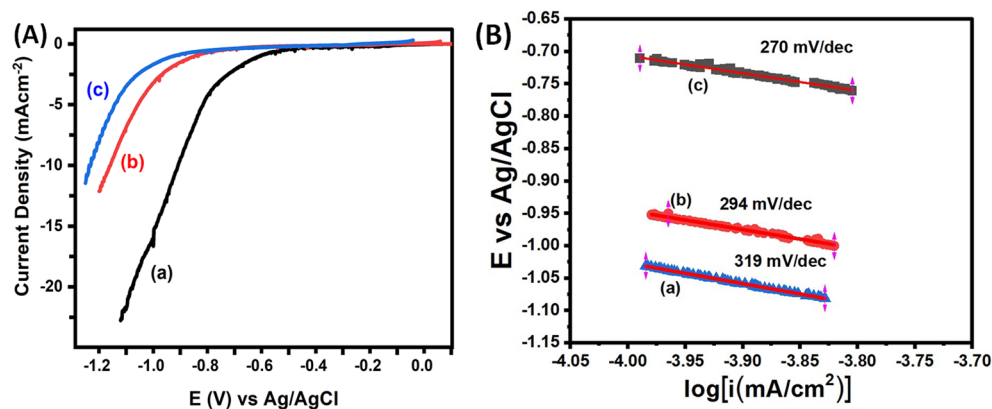 (A)
0
-5
-10
-15
-20
Current Density (mAcm-2)
(c)
(b)
(a)
-1.2
-1.0
-0.8
-0.6
-0.4
-0.2
0.0
E (V) vs Ag/AgCl
(B)
-0.65
-0.70
-0.75
-0.80
-0.85
-0.90
-0.95
-1.00
-1.05
-1.10
-1.15
E vs Ag/AgCl
270 mV/dec
(c)
(b)
294 mV/dec
319 mV/dec
(a)
-4.05
-4.00
-3.95
-3.90
-3.85
-3.80
-3.75
-3.70
log[i(mA/cm2)]